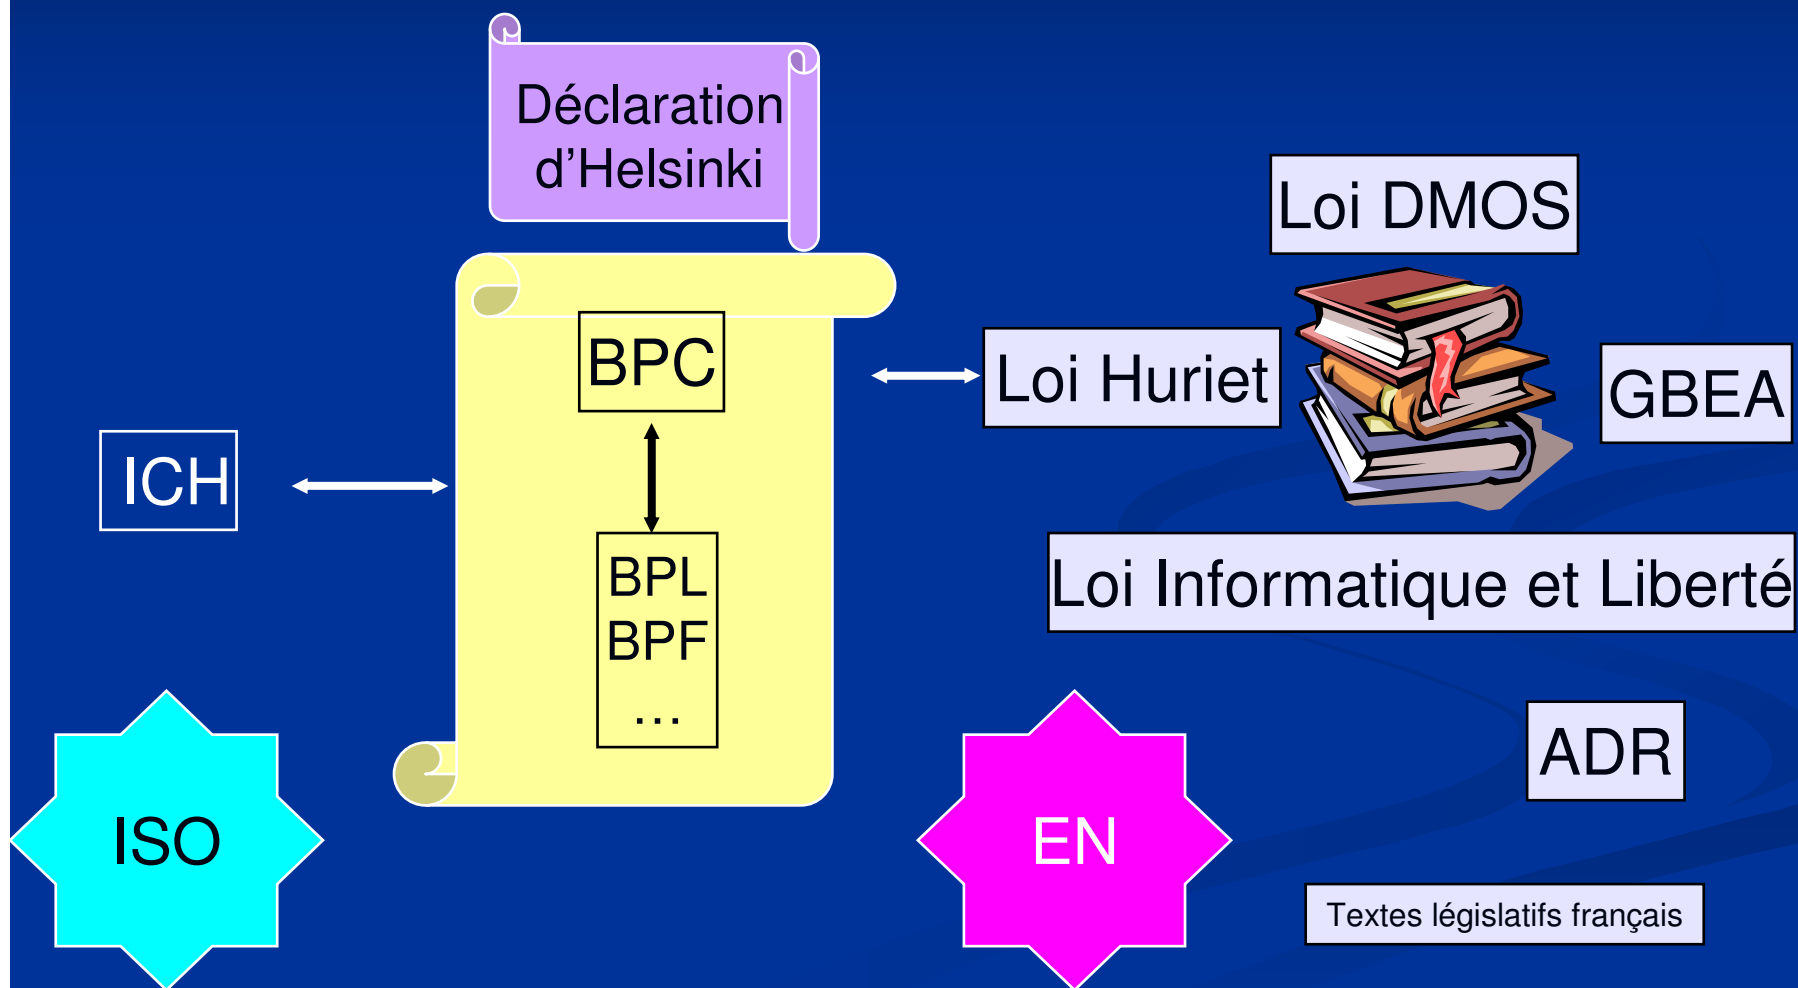 Déclaration
d’Helsinki
Loi DMOS
BPC
Loi Huriet
GBEA
ICH
BPL
BPF
…
Loi Informatique et Liberté
ADR
ISO
EN
Textes législatifs français